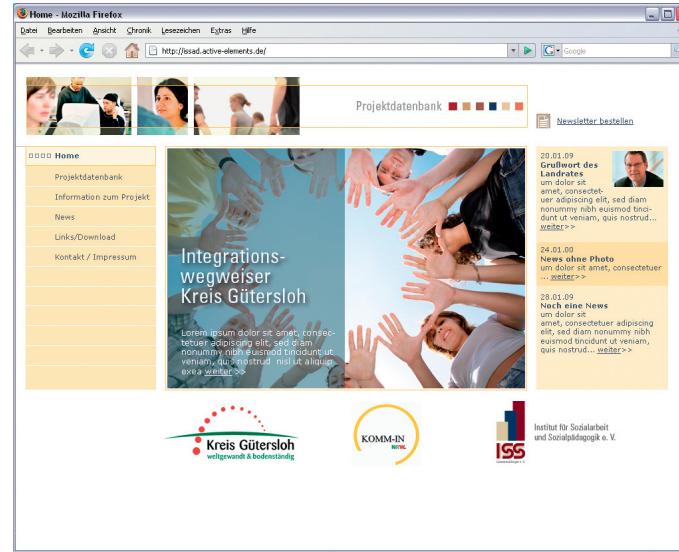 Home - Mozilla Firefox
Datei Bearbeiten Ansicht Chronik Lesezeichen Extras Hilfe
http://issad.active-elements.de/
G Google
Projektdatenbank
Newsletter bestellen
Home
Projektdatenbank
Information zum Projekt
News
Links/Download
Kontakt / Impressum
Integrations-
wegweiser
Kreis Gütersloh
Lorem ipsum dolor sit amet, consec-
tetuer adipiscing elit, sed diam
nonummy nibh euismod tincidunt ut
veniam, quis nostrud nisl ut aliquip
exea weiter >>
20.01.09
Grußwort des
Landrates
um dolor sit
amet, consectet-
uer adipiscing elit, sed diam
nonummy nibh euismod tinci-
dunt ut veniam, quis nostrud...
weiter>>
24.01.00
News ohne Photo
um dolor sit amet, consectetuer
... weiter>>
28.01.09
Noch eine News
um dolor sit
amet, consectetuer adipiscing
elit, sed diam nonummy nibh
euismod tincidunt ut veniam,
quis nostrud... weiter>>
Kreis Gütersloh
weltgewandt & bodenständig
KOMM-IN
NRW.
ISS
Institut für Sozialarbeit
und Sozialpädagogik e. V.